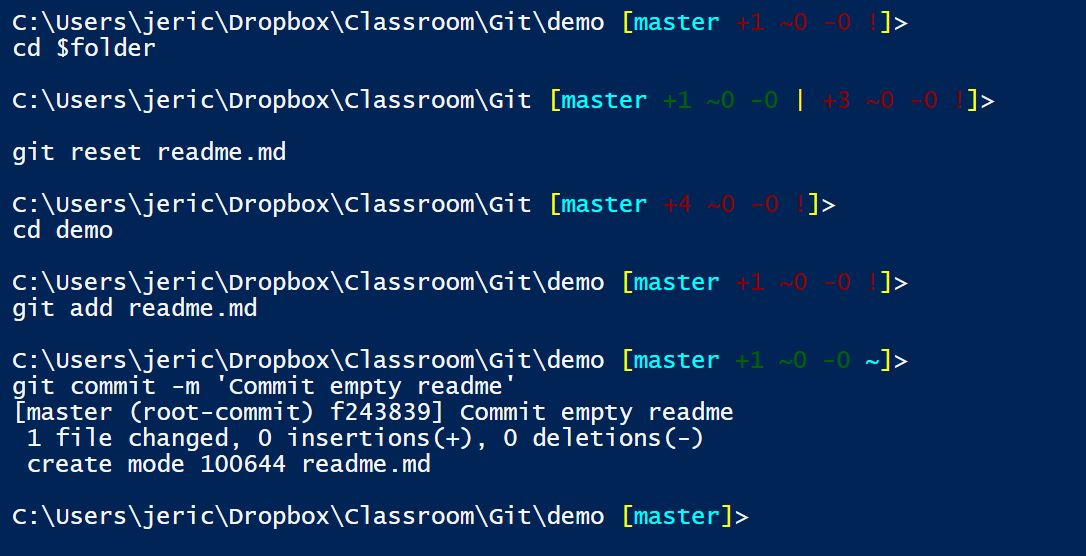 C:\Users\jeric\Dropbox\Classroom\Git\demo [master +1 ~0 -0 !]>
cd $folder
C:\Users\jeric\Dropbox\Classroom\Git [master +1 ~0 -0 | +3 ~0 -0 !]>
git reset readme.md
C:\Users\jeric\Dropbox\Classroom\Git [master +4 ~0 -0 !]>
cd demo
C:\Users\jeric\Dropbox\Classroom\Git\demo [master +1 ~0 -0 !]>
git add readme.md
C:\Users\jeric\Dropbox\Classroom\Git\demo [master +1 ~0 -0 ~]>
git commit -m 'Commit empty readme'
[master (root-commit) f243839] Commit empty readme
 1 file changed, 0 insertions(+), 0 deletions(-)
 create mode 100644 readme.md
C:\Users\jeric\Dropbox\Classroom\Git\demo [master]>